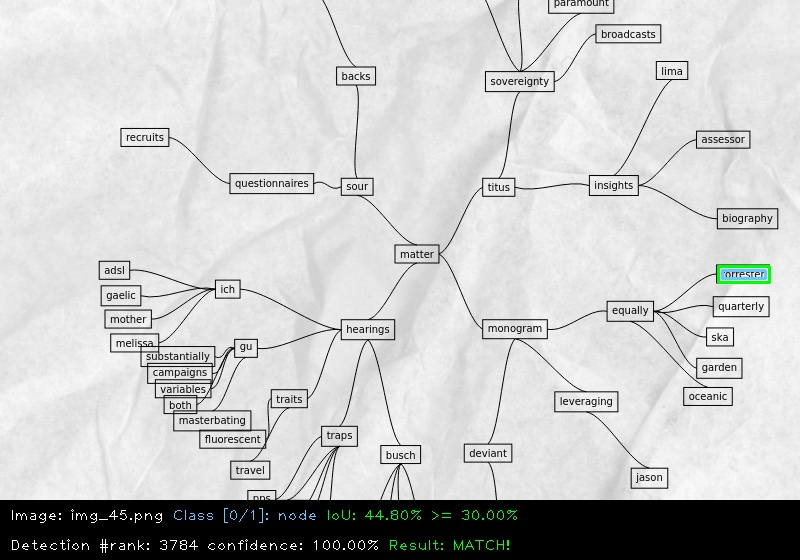 paramount
broadcasts
lima
backs
sovereignty
recruits
assessor
questionnaires
sour
titus
insights
biography
matter
adsl
orrester
ich
gaelic
equally
quarterly
mother
hearings
monogram
ska
melissa
gu
substantially
campaigns
garden
variables
traits
oceanic
both
leveraging
masterbating
fluorescent
traps
travel
busch
deviant
jason
Image: img_45.png Class [0/1]: node IoU: 44.80% >= 30.00%
Detection #rank: 3784 confidence: 100.00% Result: MATCH!